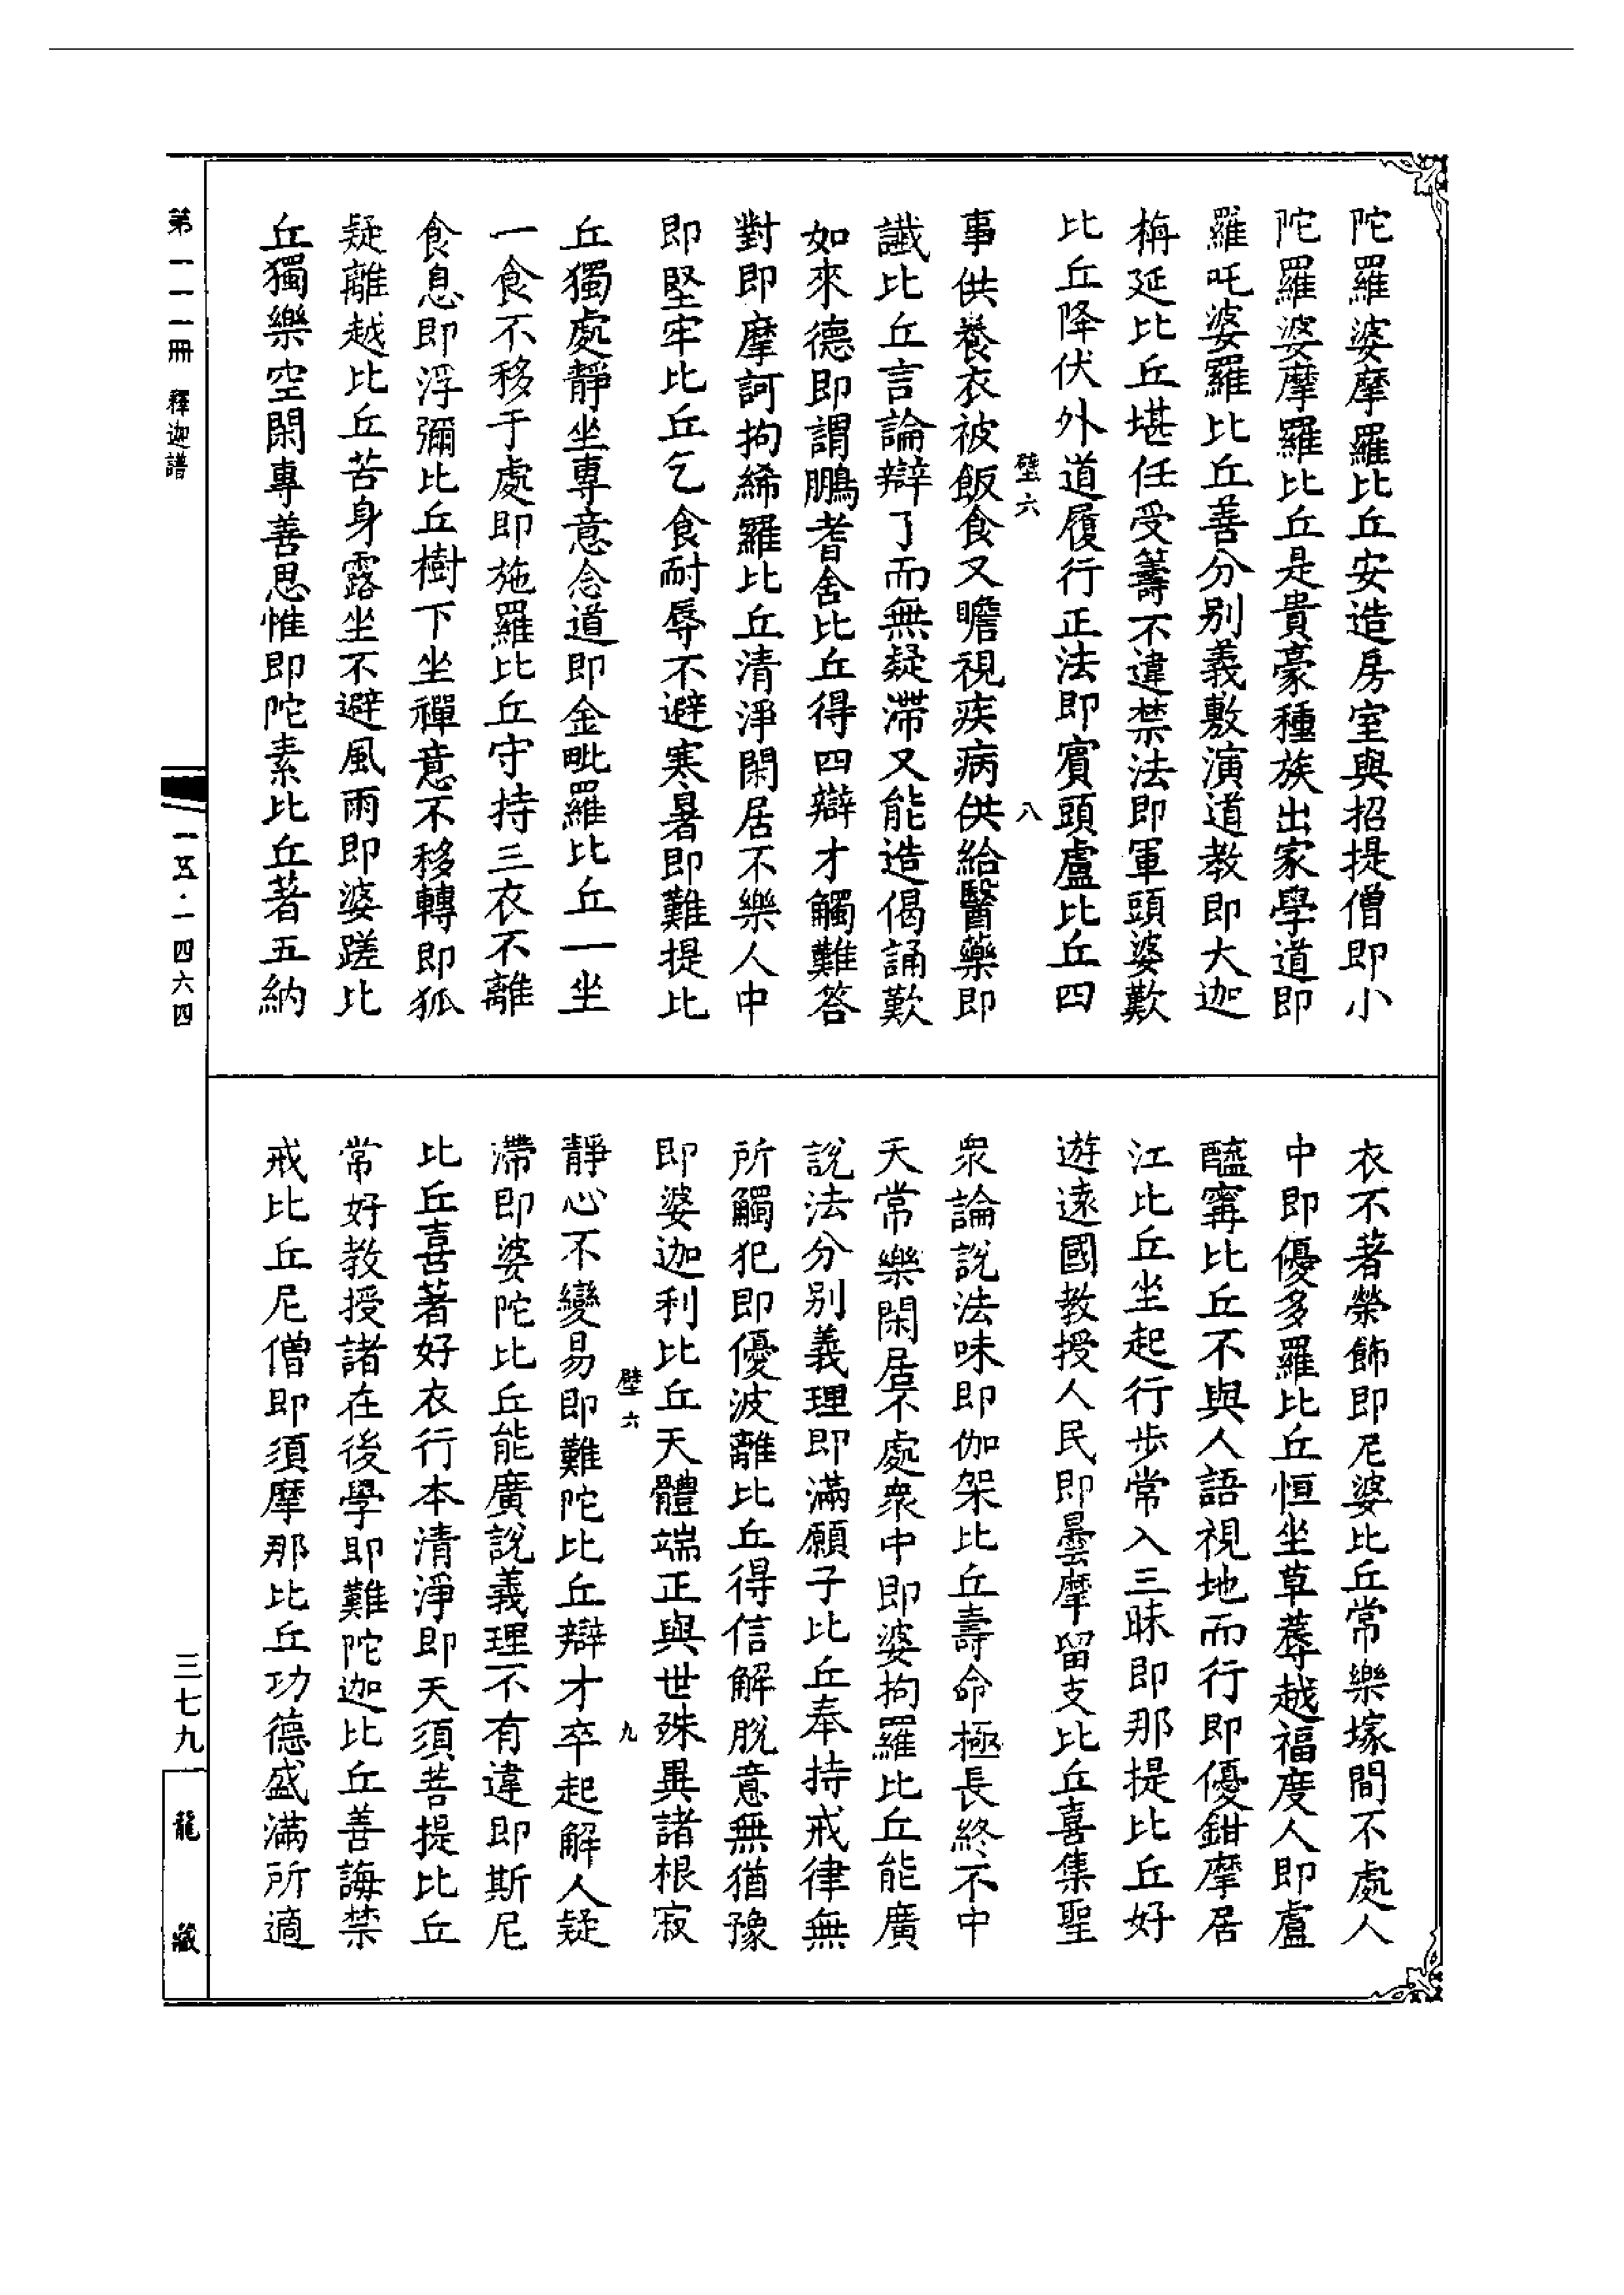 陀羅婆摩羅比丘安造房室與招提僧即小
陀羅婆摩羅比丘是貴豪種族出家學道即
羅吒婆羅比丘善分別義敷演道教即大迦
栴延比丘堪任受籌不違禁法即軍頭婆歎
比丘降伏外道履行正法即賓頭盧比丘四
壁六 八
事供養衣被飯食又瞻視疾病供給醫藥即
讖比丘言論辯了而無疑滯又能造偈誦歎
如來德即謂鵬耆舍比丘得四辯才觸難答
對即摩訶拘絺羅比丘清淨閑居不樂人中
即堅牢比丘乞食耐辱不避寒暑即難提比
丘獨處靜坐專意念道即金毗羅比丘一坐
一食不移于處即施羅比丘守持三衣不離
食息即浮彌比丘樹下坐禪意不移轉即狐
疑離越比丘苦身露坐不避風雨即婆蹉比
丘獨樂空閑專善思惟即陀素比丘著五納
衣不著榮飾即尼婆比丘常樂塚間不處人
中即優多羅比丘恒坐草蓐越福度人即盧
醯寗比丘不與人語視地而行即優鉗摩居
江比丘坐起行步常入三昧即那提比丘好
遊遠國教授人民即曇摩留支比丘喜集聖
眾論說法味即伽架比丘壽命極長終不中
天常樂閑居不處衆中即婆拘羅比丘能廣
說法分別義理即滿願子比丘奉持戒律無
所觸犯即優波離比丘得信解脫意無猶豫
即婆迦利比丘天體端正與世殊異諸根寂
壁六 九
靜心不變易即難陀比丘辯才卒起解人疑
滯即婆陀比丘能廣說義理不有違即斯尼
比丘喜著好衣行本清淨即天須菩提比丘
常好教授諸在後學即難陀迦比丘善誨禁
戒比丘尼僧即須摩那比丘功德盛滿所適
第一一一冊 釋迦譜
一五·一四六四
三七九
龍藏